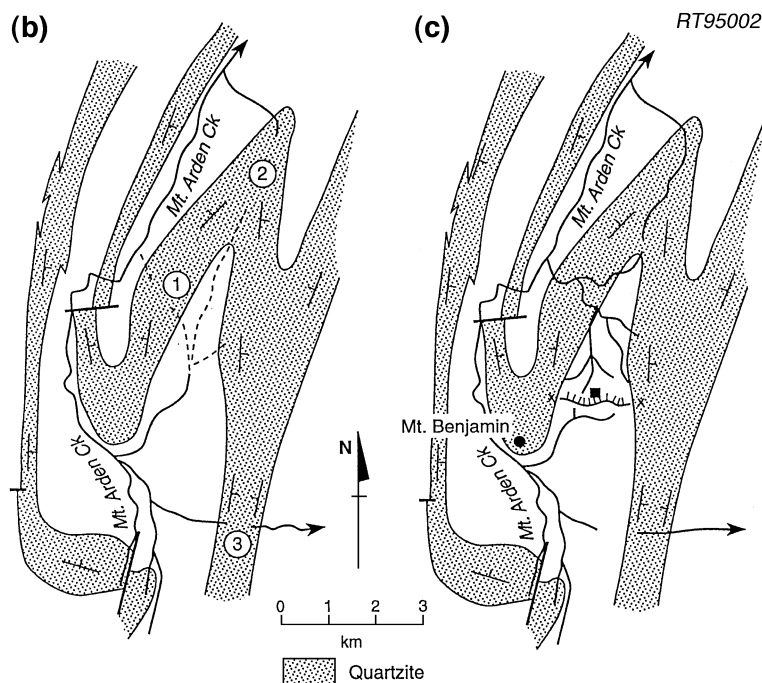 (b)
(c)
RT95002
Mt. Arden Ck
Mt. Arden Ck
2
1
x
x
Mt. Benjamin
N
Mt. Arden Ck
Mt. Arden Ck
3
0 1 2 3
km
Quartzite